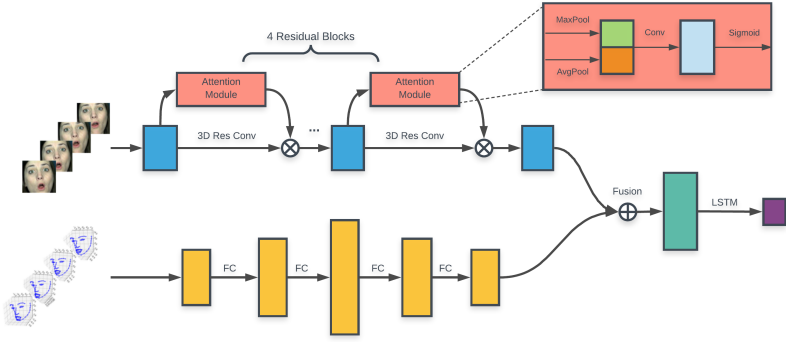 4 Residual Blocks
MaxPool
Conv
Sigmoid
AvgPool
Attention
Module
Attention
Module
3D Res Conv
...
3D Res Conv
Fusion
LSTM
FC
FC
FC
FC